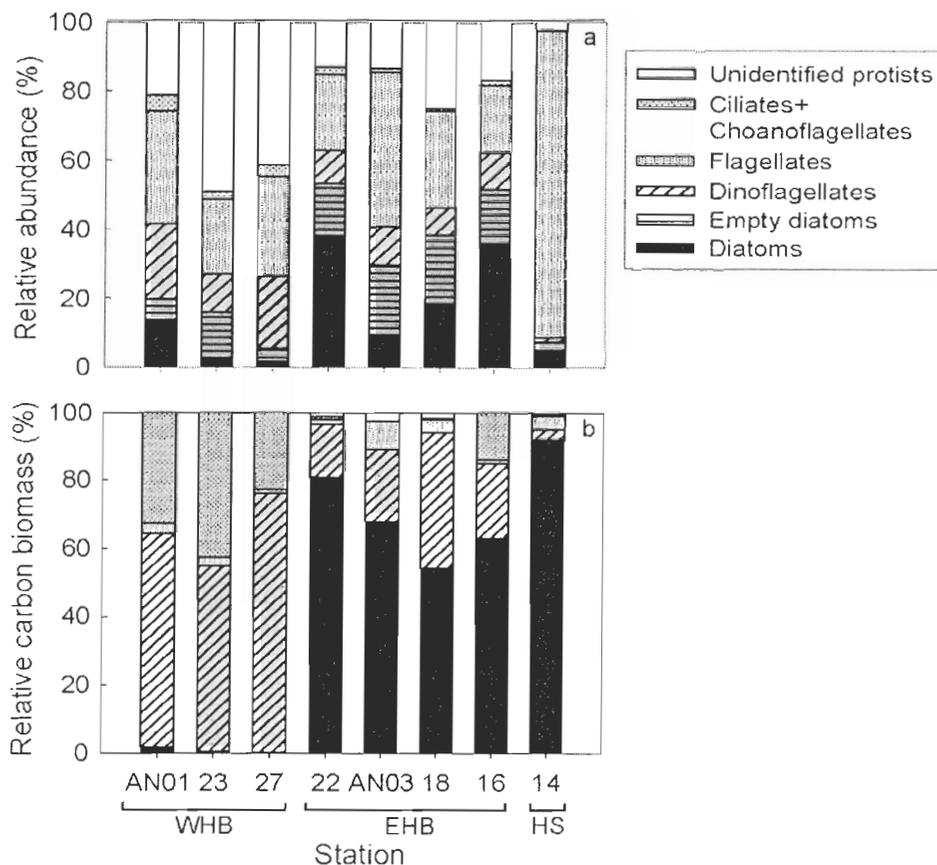 a
Relative abundance (%)
100
80
60
40
20
0
Unidentified protists
Ciliates+
Choanoflagellates
Flagellates
Dinoflagellates
Empty diatoms
Diatoms
b
Relative carbon biomass (%)
100
80
60
40
20
0
AN01 23 27 22 AN03 18 16 14
WHB EHB HS
Station